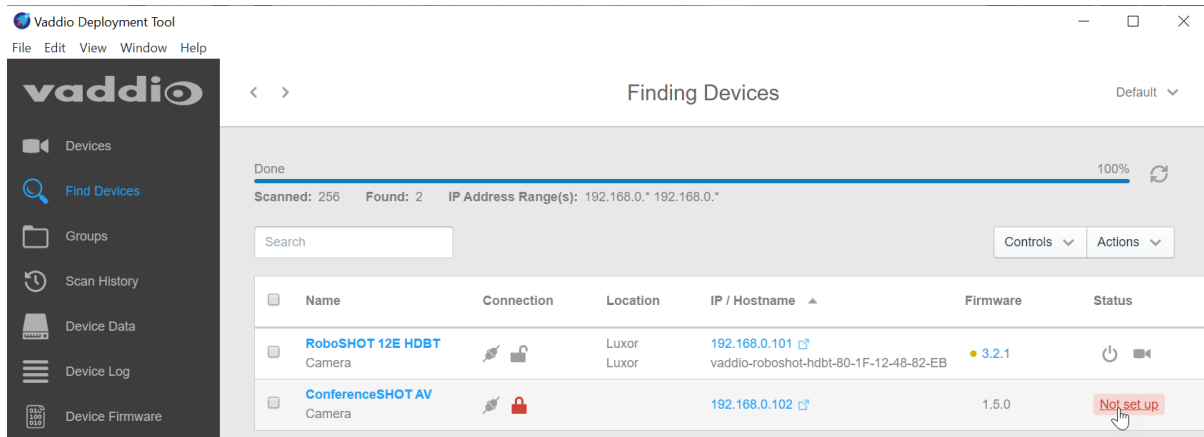 Vaddio Deployment Tool
File Edit View Window Help
vaddio
Finding Devices
Default
Devices
Find Devices
Groups
Scan History
Device Data
Device Log
Device Firmware
Done
100%
Scanned: 256 Found: 2 IP Address Range(s): 192.168.0.* 192.168.0.*
Search
Controls
Actions
Name Connection Location IP / Hostname Firmware Status
RoboSHOT 12E HDBT Luxor 192.168.0.101 3.2.1
Camera Luxor vaddio-roboshot-hdbt-80-1F-12-48-82-EB
ConferenceSHOT AV 192.168.0.102 1.5.0 Not set up
Camera